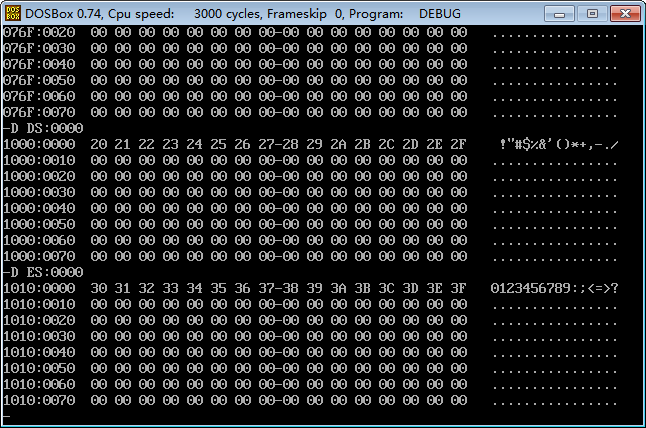 DOSBox 0.74, Cpu speed:    3000 cycles, Frameskip  0, Program:    DEBUG
076F:0020  00 00 00 00 00 00 00 00-00 00 00 00 00 00 00 00   ................
076F:0030  00 00 00 00 00 00 00 00-00 00 00 00 00 00 00 00   ................
076F:0040  00 00 00 00 00 00 00 00-00 00 00 00 00 00 00 00   ................
076F:0050  00 00 00 00 00 00 00 00-00 00 00 00 00 00 00 00   ................
076F:0060  00 00 00 00 00 00 00 00-00 00 00 00 00 00 00 00   ................
076F:0070  00 00 00 00 00 00 00 00-00 00 00 00 00 00 00 00   ................
-D DS:0000
1000:0000  20 21 22 23 24 25 26 27-28 29 2A 2B 2C 2D 2E 2F    !"#$%&'()*+,-./
1000:0010  00 00 00 00 00 00 00 00-00 00 00 00 00 00 00 00   ................
1000:0020  00 00 00 00 00 00 00 00-00 00 00 00 00 00 00 00   ................
1000:0030  00 00 00 00 00 00 00 00-00 00 00 00 00 00 00 00   ................
1000:0040  00 00 00 00 00 00 00 00-00 00 00 00 00 00 00 00   ................
1000:0050  00 00 00 00 00 00 00 00-00 00 00 00 00 00 00 00   ................
1000:0060  00 00 00 00 00 00 00 00-00 00 00 00 00 00 00 00   ................
1000:0070  00 00 00 00 00 00 00 00-00 00 00 00 00 00 00 00   ................
-D ES:0000
1010:0000  30 31 32 33 34 35 36 37-38 39 3A 3B 3C 3D 3E 3F   0123456789:;<=>?
1010:0010  00 00 00 00 00 00 00 00-00 00 00 00 00 00 00 00   ................
1010:0020  00 00 00 00 00 00 00 00-00 00 00 00 00 00 00 00   ................
1010:0030  00 00 00 00 00 00 00 00-00 00 00 00 00 00 00 00   ................
1010:0040  00 00 00 00 00 00 00 00-00 00 00 00 00 00 00 00   ................
1010:0050  00 00 00 00 00 00 00 00-00 00 00 00 00 00 00 00   ................
1010:0060  00 00 00 00 00 00 00 00-00 00 00 00 00 00 00 00   ................
1010:0070  00 00 00 00 00 00 00 00-00 00 00 00 00 00 00 00   ................
-